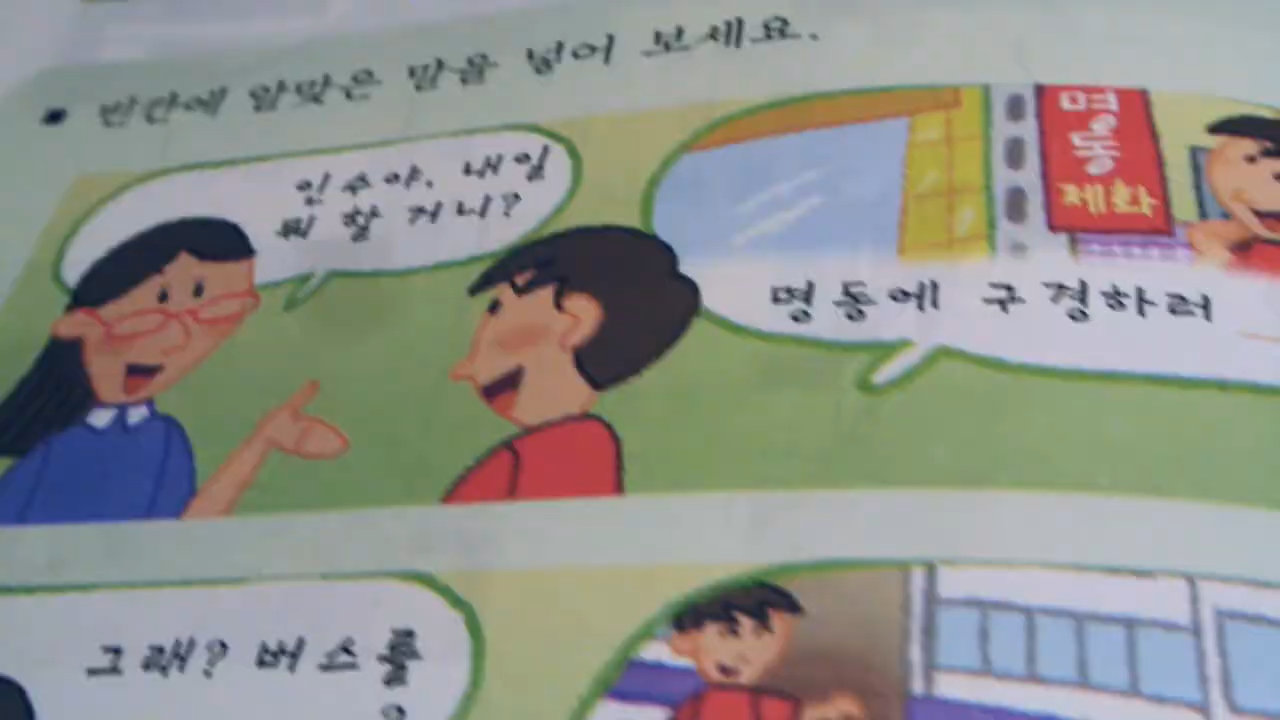 • 빈칸에 알맞은 말을 넣어 보세요.
인수야, 내일
뭐 할 거니?
명
동
제화
명동에 구경하러
그래? 버스를